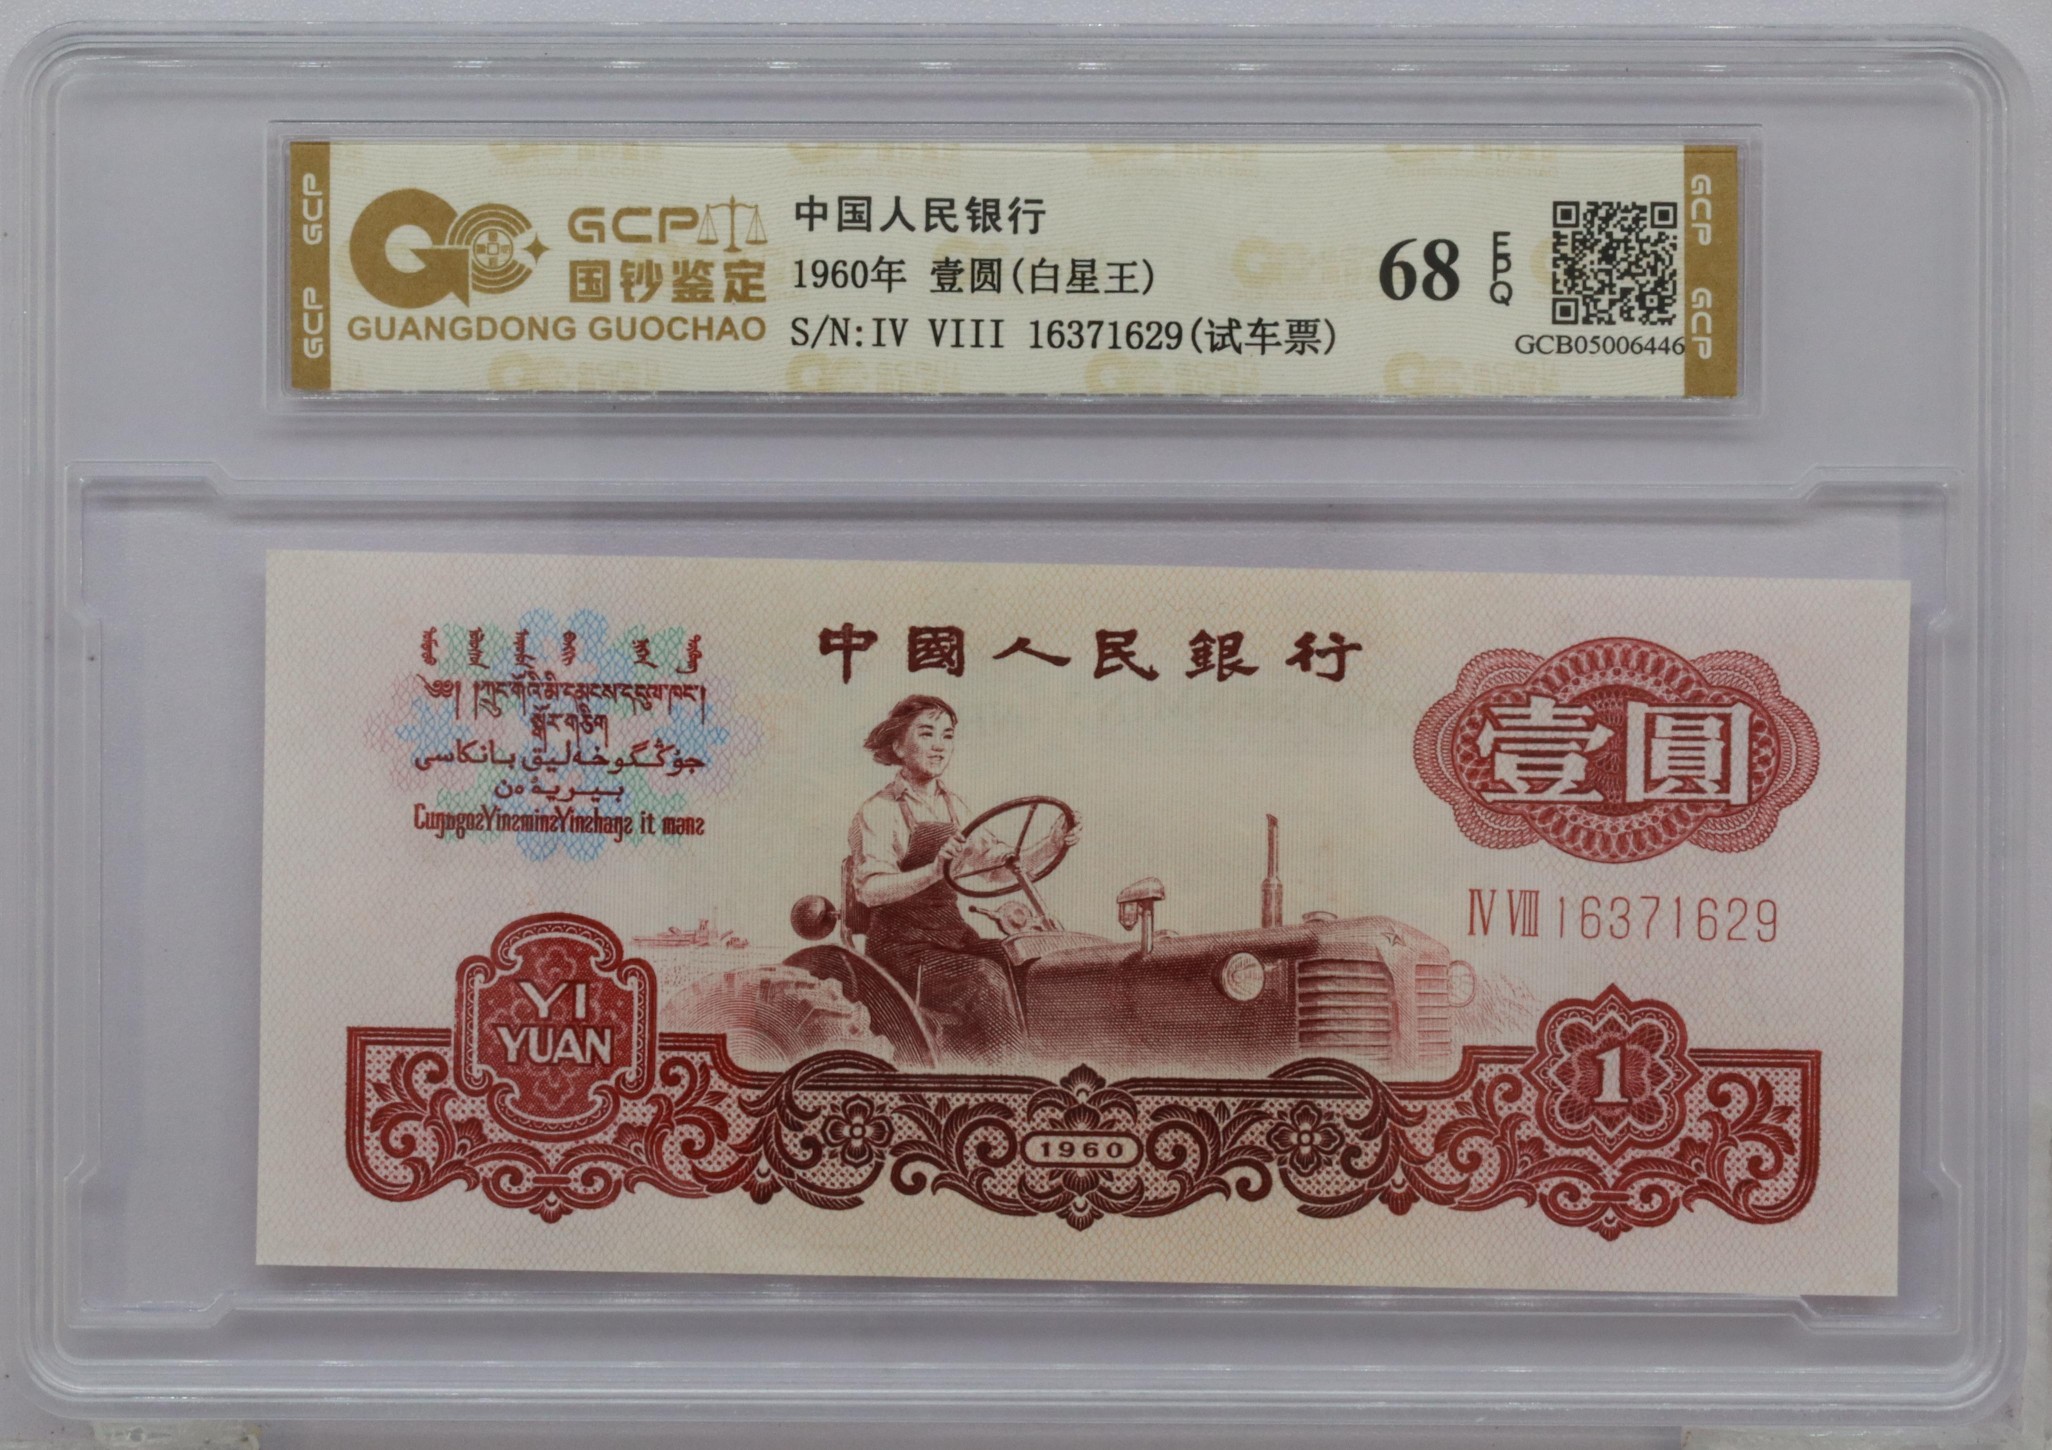 GCP
GCP
GCP
国钞鉴定
GUANGDONG GUOCHAO
中国人民银行
1960年 壹圆(白星王)
S/N:IV VIII 16371629(试车票)
68
EPQ
GCB05006446
GCP
GCP
中國人民銀行
壹圓
IV VIII 16371629
YI
YUAN
1
1960